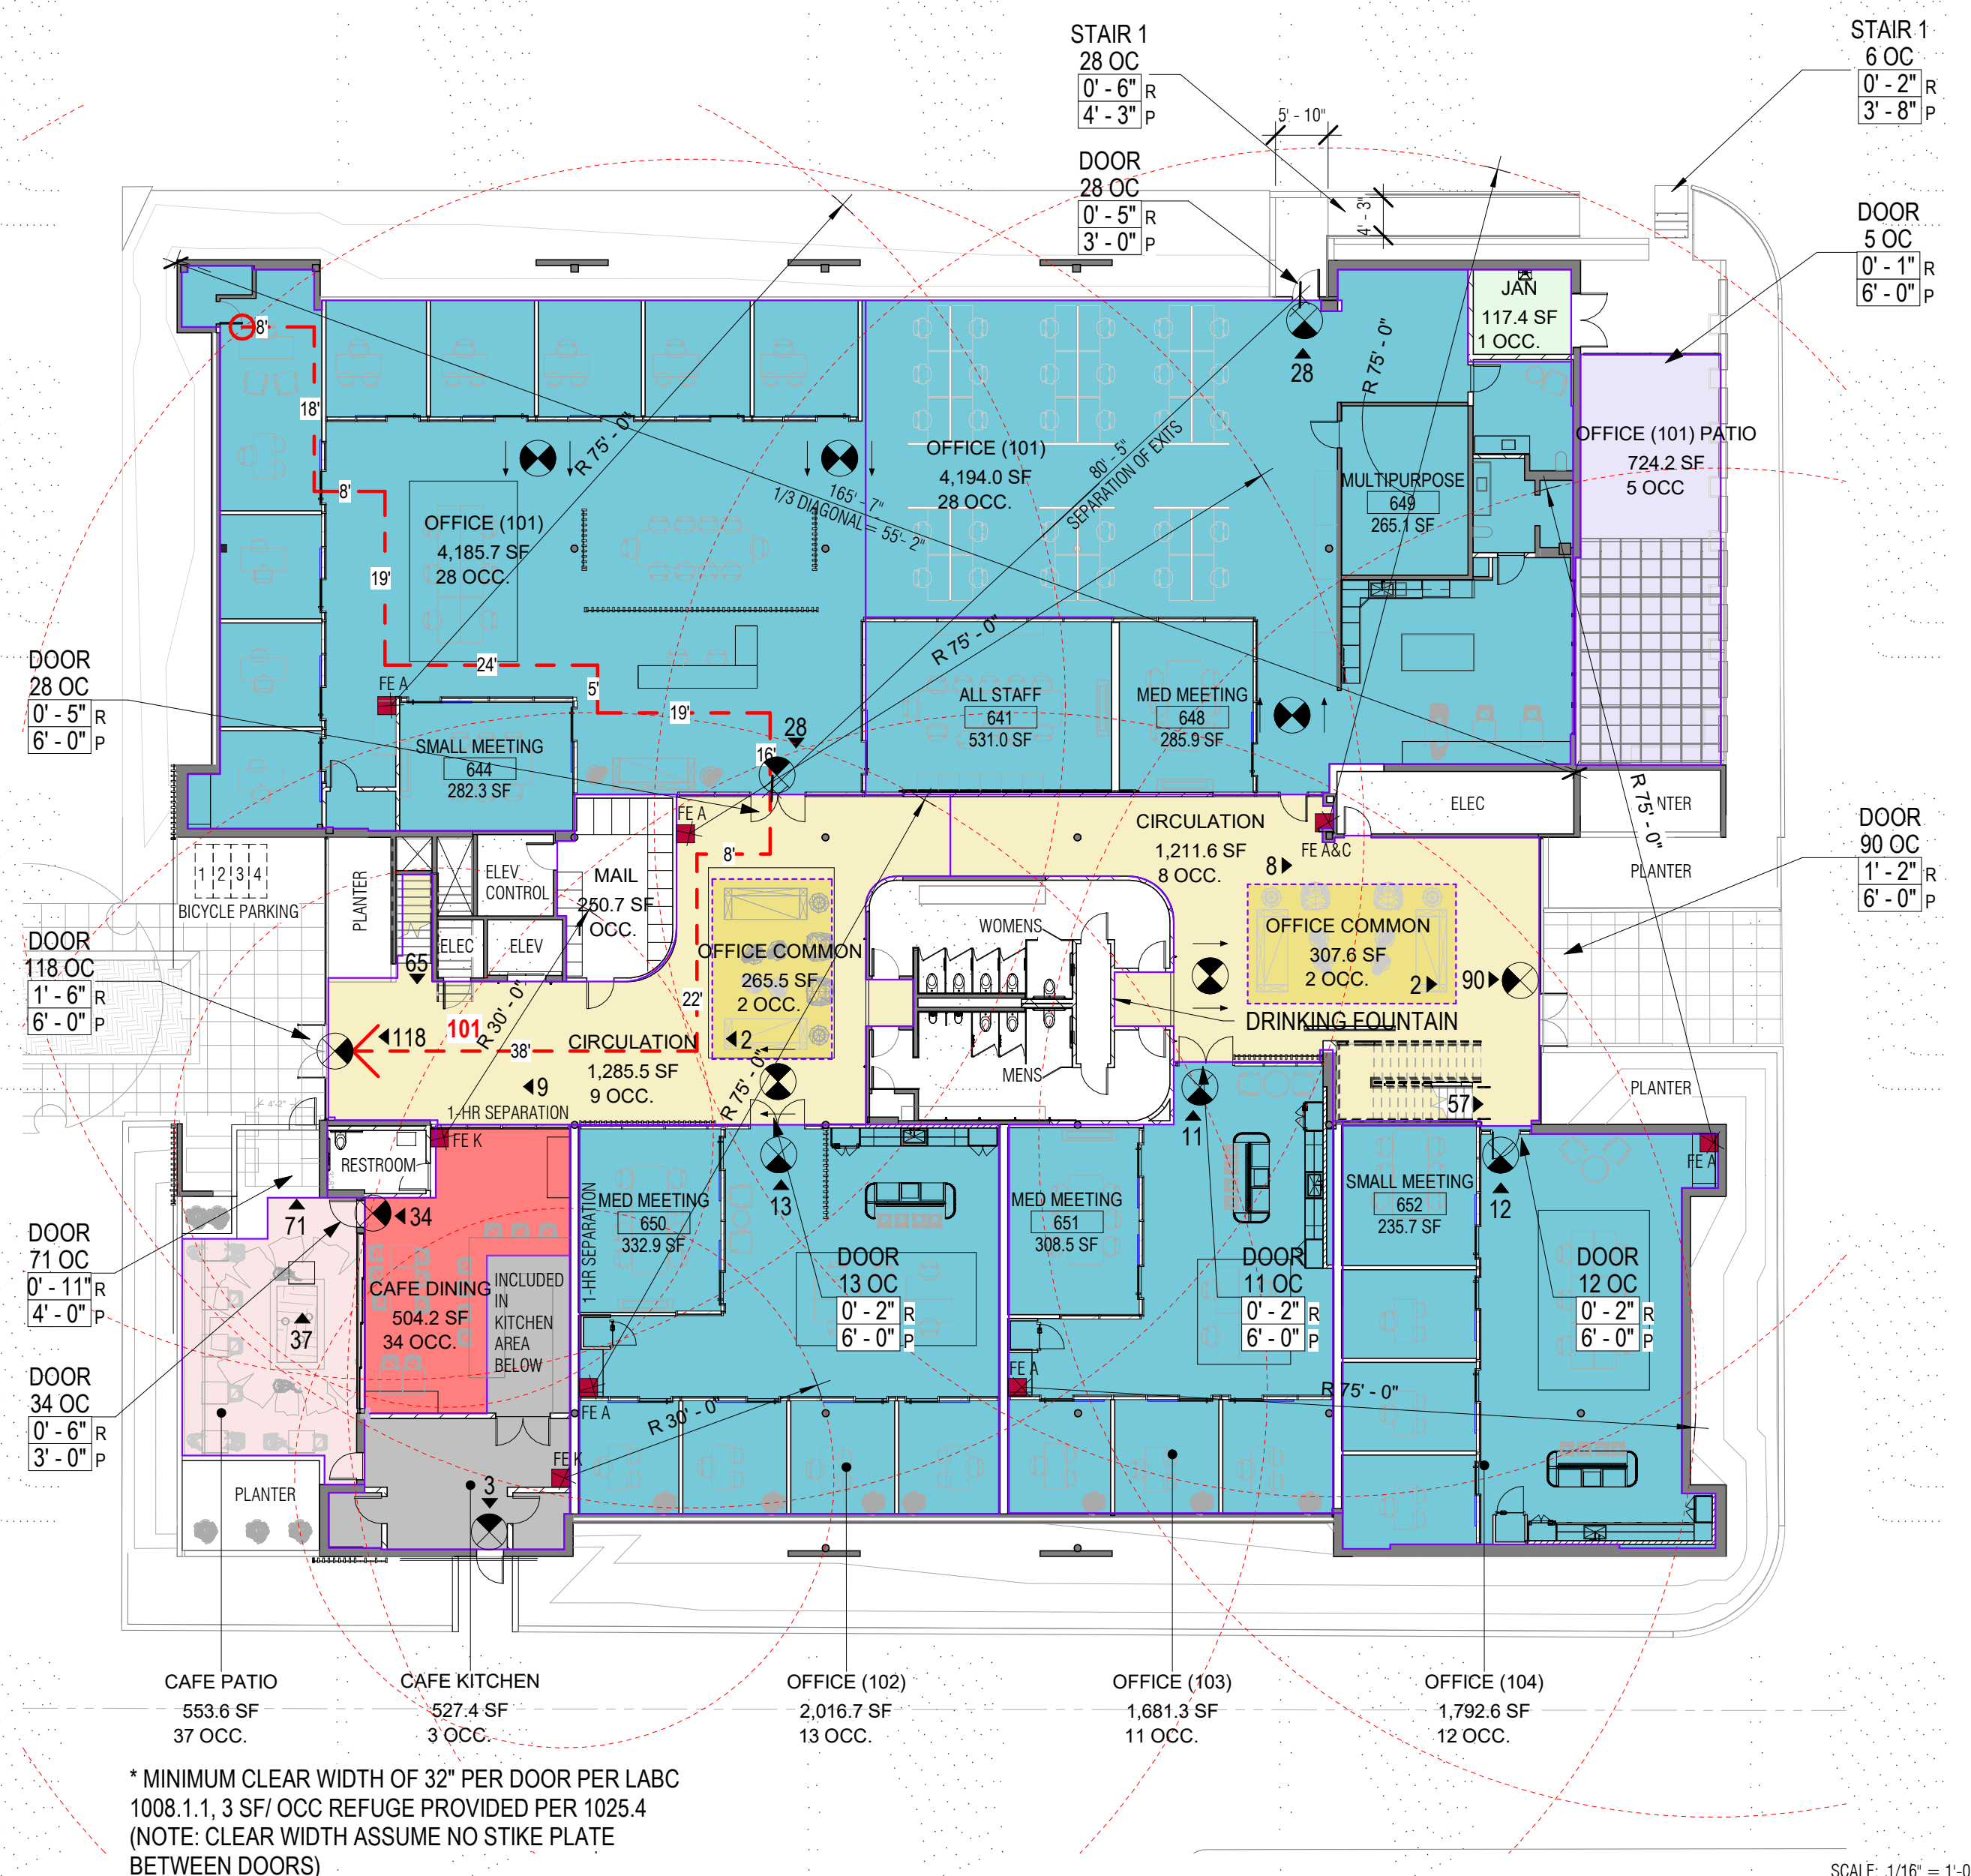 STAIR 1
28 OC
0' - 6" R
4' - 3" P
STAIR 1
6 OC
0' - 2" R
3' - 8" P
5' - 10"
DOOR
28 OC
0' - 5" R
3' - 0" P
4' - 3"
DOOR
5 OC
0' - 1" R
6' - 0" P
JAN
117.4 SF
1 OCC.
8'
28
R 75' - 0"
18'
R 75' - 0"
OFFICE (101)
4,194.0 SF
28 OCC.
80' - 5"
SEPARATION OF EXITS
OFFICE (101) PATIO
724.2 SF
5 OCC
8'
165' - 7"
1/3 DIAGONAL = 55'- 2"
MULTIPURPOSE
649
265.1 SF
OFFICE (101)
4,185.7 SF
28 OCC.
19'
R 75' - 0"
24'
5'
19'
FE A
16'
28
DOOR
28 OC
0' - 5" R
6' - 0" P
SMALL MEETING
644
282.3 SF
ALL STAFF
641
531.0 SF
MED MEETING
648
285.9 SF
R 75' - 0"
ELEC
FE A
CIRCULATION
1,211.6 SF
8 OCC.
FE A&C
8
PLANTER
DOOR
90 OC
1' - 2" R
6' - 0" P
1 2 3 4
BICYCLE PARKING
PLANTER
ELEV
CONTROL
MAIL
250.7 SF
1 OCC.
8'
ELEC
ELEV
65
OFFICE COMMON
265.5 SF
2 OCC.
22'
2
WOMENS
MENS
OFFICE COMMON
307.6 SF
2 OCC.
2
90
DRINKING FOUNTAIN
DOOR
118 OC
1' - 6" R
6' - 0" P
118
101
R 30' - 0"
38'
CIRCULATION
1,285.5 SF
9 OCC.
9
1-HR SEPARATION
R 75' - 0"
4'-2"
PLANTER
57
FE K
RESTROOM
34
71
37
DOOR
71 OC
0' - 11" R
4' - 0" P
DOOR
34 OC
0' - 6" R
3' - 0" P
CAFE DINING
504.2 SF
34 OCC.
INCLUDED
IN
KITCHEN
AREA
BELOW
1-HR SEPARATION
MED MEETING
650
332.9 SF
13
DOOR
13 OC
0' - 2" R
6' - 0" P
MED MEETING
651
308.5 SF
11
DOOR
11 OC
0' - 2" R
6' - 0" P
SMALL MEETING
652
235.7 SF
12
DOOR
12 OC
0' - 2" R
6' - 0" P
FE A
FE A
FE A
R 75' - 0"
R 30' - 0"
FE K
3
PLANTER
CAFE PATIO
553.6 SF
37 OCC.
CAFE KITCHEN
527.4 SF
3 OCC.
OFFICE (102)
2,016.7 SF
13 OCC.
OFFICE (103)
1,681.3 SF
11 OCC.
OFFICE (104)
1,792.6 SF
12 OCC.
* MINIMUM CLEAR WIDTH OF 32" PER DOOR PER LABC
1008.1.1, 3 SF/ OCC REFUGE PROVIDED PER 1025.4
(NOTE: CLEAR WIDTH ASSUME NO STIKE PLATE
BETWEEN DOORS)
SCALE: 1/16" = 1'-0